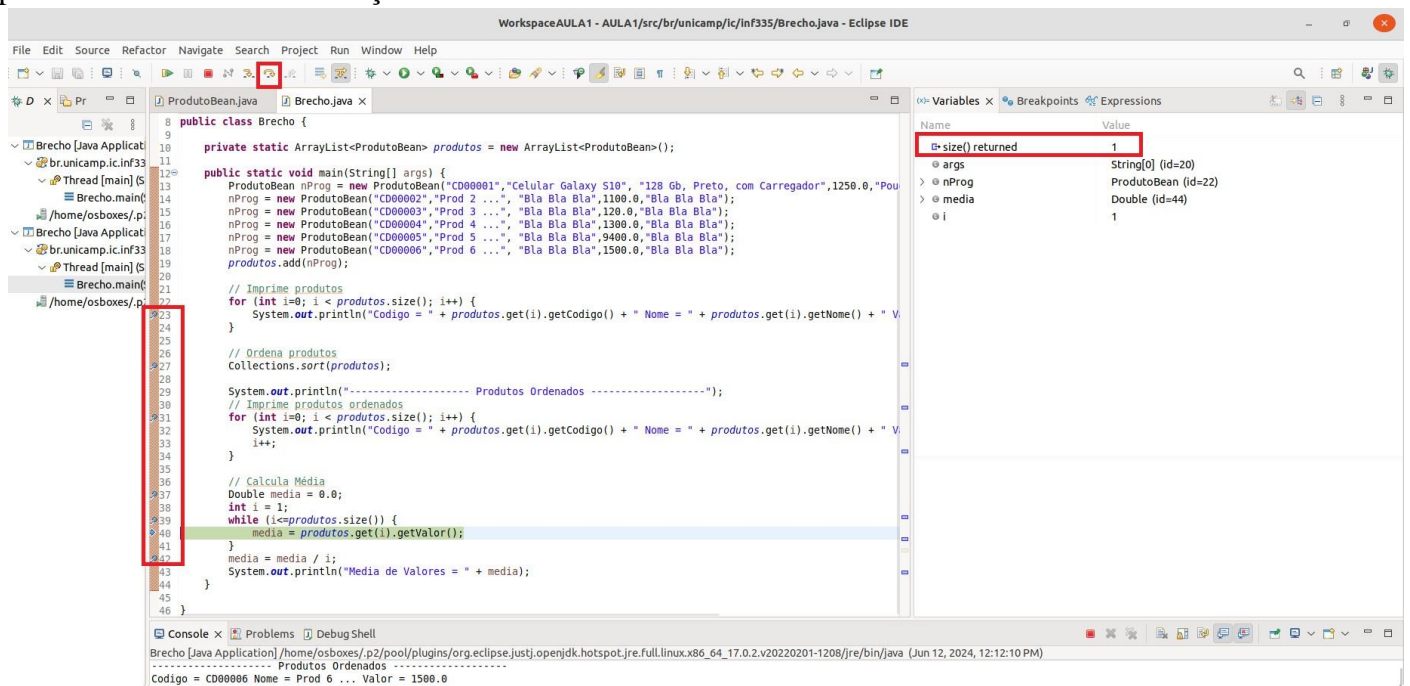 WorkspaceAULA1 - AULA1/src/br/unicamp/ic/inf335/Brecho.java - Eclipse IDE
File Edit Source Refactor Navigate Search Project Run Window Help
D Pr
Brecho [Java Applicati
br.unicamp.ic.inf33
Thread [main] (S
Brecho.main(
/home/osboxes/.p
Brecho [Java Applicati
br.unicamp.ic.inf33
Thread [main] (S
Brecho.main(
/home/osboxes/.p
ProdutoBean.java Brecho.java
8 public class Brecho {
9
10 private static ArrayList<ProdutoBean> produtos = new ArrayList<ProdutoBean>();
11
12 public static void main(String[] args) {
13 ProdutoBean nProg = new ProdutoBean("CD00001","Celular Galaxy S10", "128 Gb, Preto, com Carregador",1250.0,"Pou
14 nProg = new ProdutoBean("CD00002","Prod 2 ...", "Bla Bla Bla",1100.0,"Bla Bla Bla");
15 nProg = new ProdutoBean("CD00003","Prod 3 ...", "Bla Bla Bla",120.0,"Bla Bla Bla");
16 nProg = new ProdutoBean("CD00004","Prod 4 ...", "Bla Bla Bla",1300.0,"Bla Bla Bla");
17 nProg = new ProdutoBean("CD00005","Prod 5 ...", "Bla Bla Bla",9400.0,"Bla Bla Bla");
18 nProg = new ProdutoBean("CD00006","Prod 6 ...", "Bla Bla Bla",1500.0,"Bla Bla Bla");
19 produtos.add(nProg);
20
21 // Imprime produtos
22 for (int i=0; i < produtos.size(); i++) {
23 System.out.println("Codigo = " + produtos.get(i).getCodigo() + " Nome = " + produtos.get(i).getNome() + " V
24 }
25
26 // Ordena produtos
27 Collections.sort(produtos);
28
29 System.out.println("------------------- Produtos Ordenados -------------------");
30 // Imprime produtos ordenados
31 for (int i=0; i < produtos.size(); i++) {
32 System.out.println("Codigo = " + produtos.get(i).getCodigo() + " Nome = " + produtos.get(i).getNome() + " Va
33 i++;
34 }
35
36 // Calcula Média
37 Double media = 0.0;
38 int i = 1;
39 while (i<=produtos.size()) {
40 media = produtos.get(i).getValor();
41 }
42 media = media / i;
43 System.out.println("Media de Valores = " + media);
44 }
45
46 }
Variables Breakpoints Expressions
Name Value
size() returned 1
args String[0] (id=20)
nProg ProdutoBean (id=22)
media Double (id=44)
i 1
Console Problems Debug Shell
Brecho [Java Application] /home/osboxes/.p2/pool/plugins/org.eclipse.justj.openjdk.hotspot.jre.full.linux.x86_64_17.0.2.v20220201-1208/jre/bin/java (Jun 12, 2024, 12:12:10 PM)
------------------- Produtos Ordenados -------------------
Codigo = CD00006 Nome = Prod 6 ... Valor = 1500.0